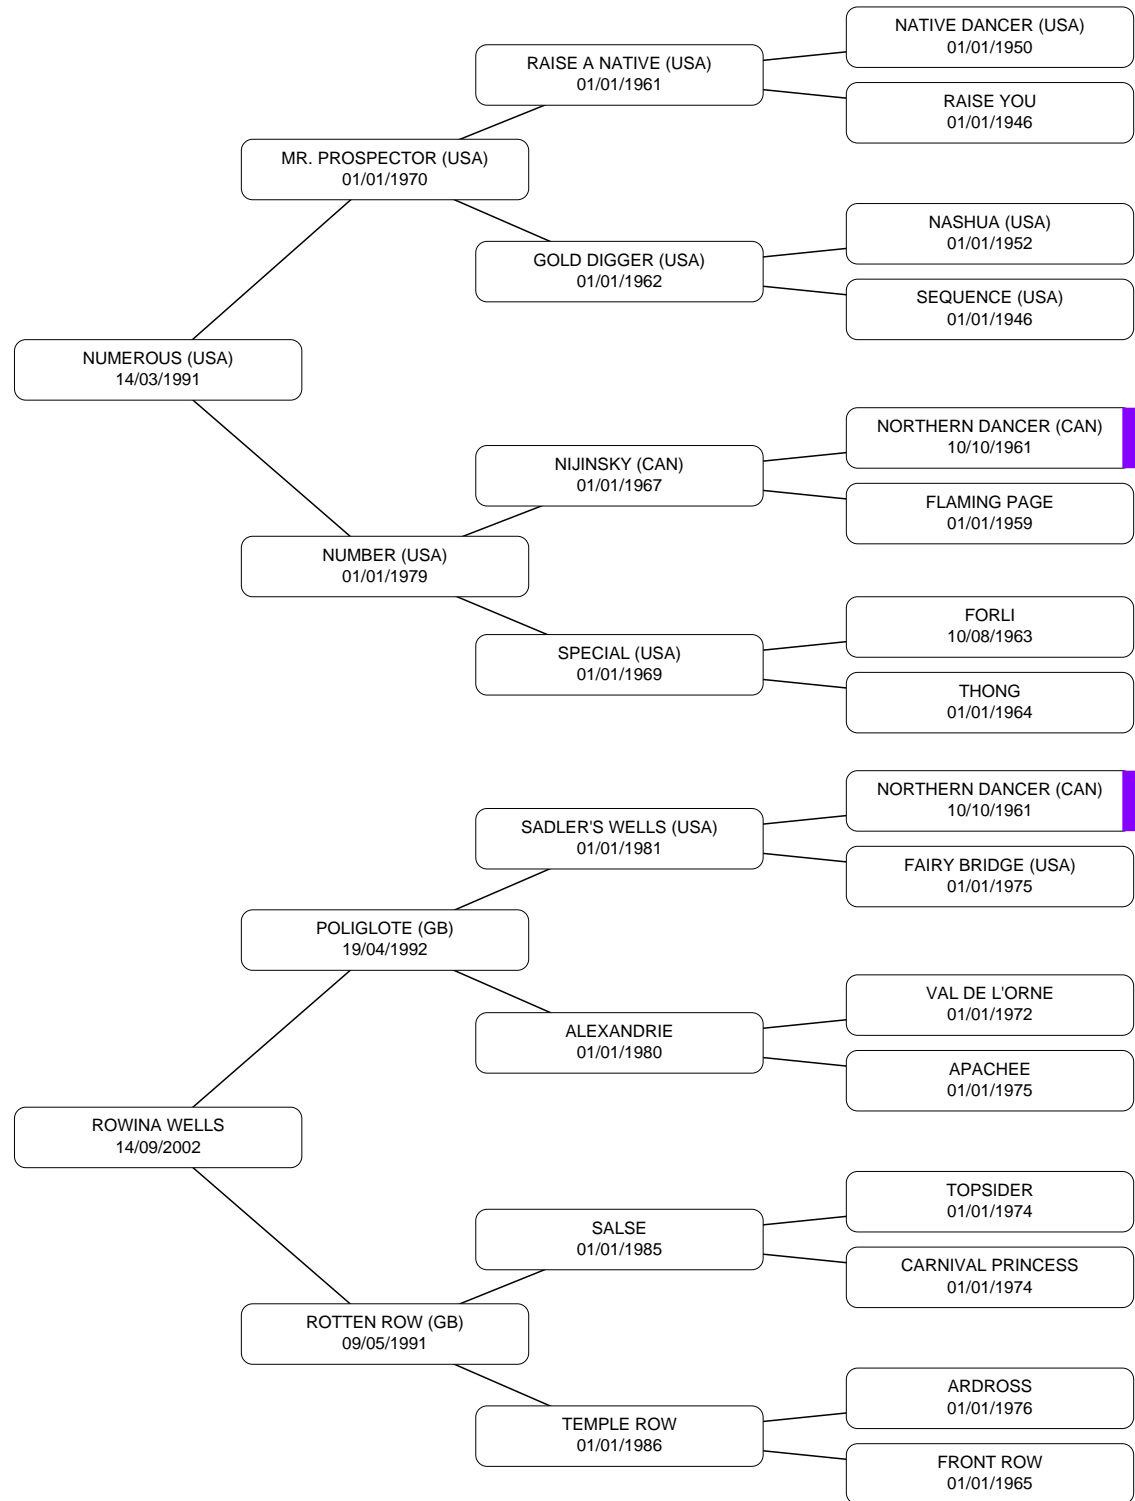 NATIVE DANCER (USA)
01/01/1950
RAISE A NATIVE (USA)
01/01/1961
RAISE YOU
01/01/1946
MR. PROSPECTOR (USA)
01/01/1970
NASHUA (USA)
01/01/1952
GOLD DIGGER (USA)
01/01/1962
SEQUENCE (USA)
01/01/1946
NUMEROUS (USA)
14/03/1991
NORTHERN DANCER (CAN)
10/10/1961
NIJINSKY (CAN)
01/01/1967
FLAMING PAGE
01/01/1959
NUMBER (USA)
01/01/1979
FORLI
10/08/1963
SPECIAL (USA)
01/01/1969
THONG
01/01/1964
NORTHERN DANCER (CAN)
10/10/1961
SADLER'S WELLS (USA)
01/01/1981
FAIRY BRIDGE (USA)
01/01/1975
POLIGLOTE (GB)
19/04/1992
VAL DE L'ORNE
01/01/1972
ALEXANDRIE
01/01/1980
APACHEE
01/01/1975
ROWINA WELLS
14/09/2002
TOPSIDER
01/01/1974
SALSE
01/01/1985
CARNIVAL PRINCESS
01/01/1974
ROTTEN ROW (GB)
09/05/1991
ARDROSS
01/01/1976
TEMPLE ROW
01/01/1986
FRONT ROW
01/01/1965